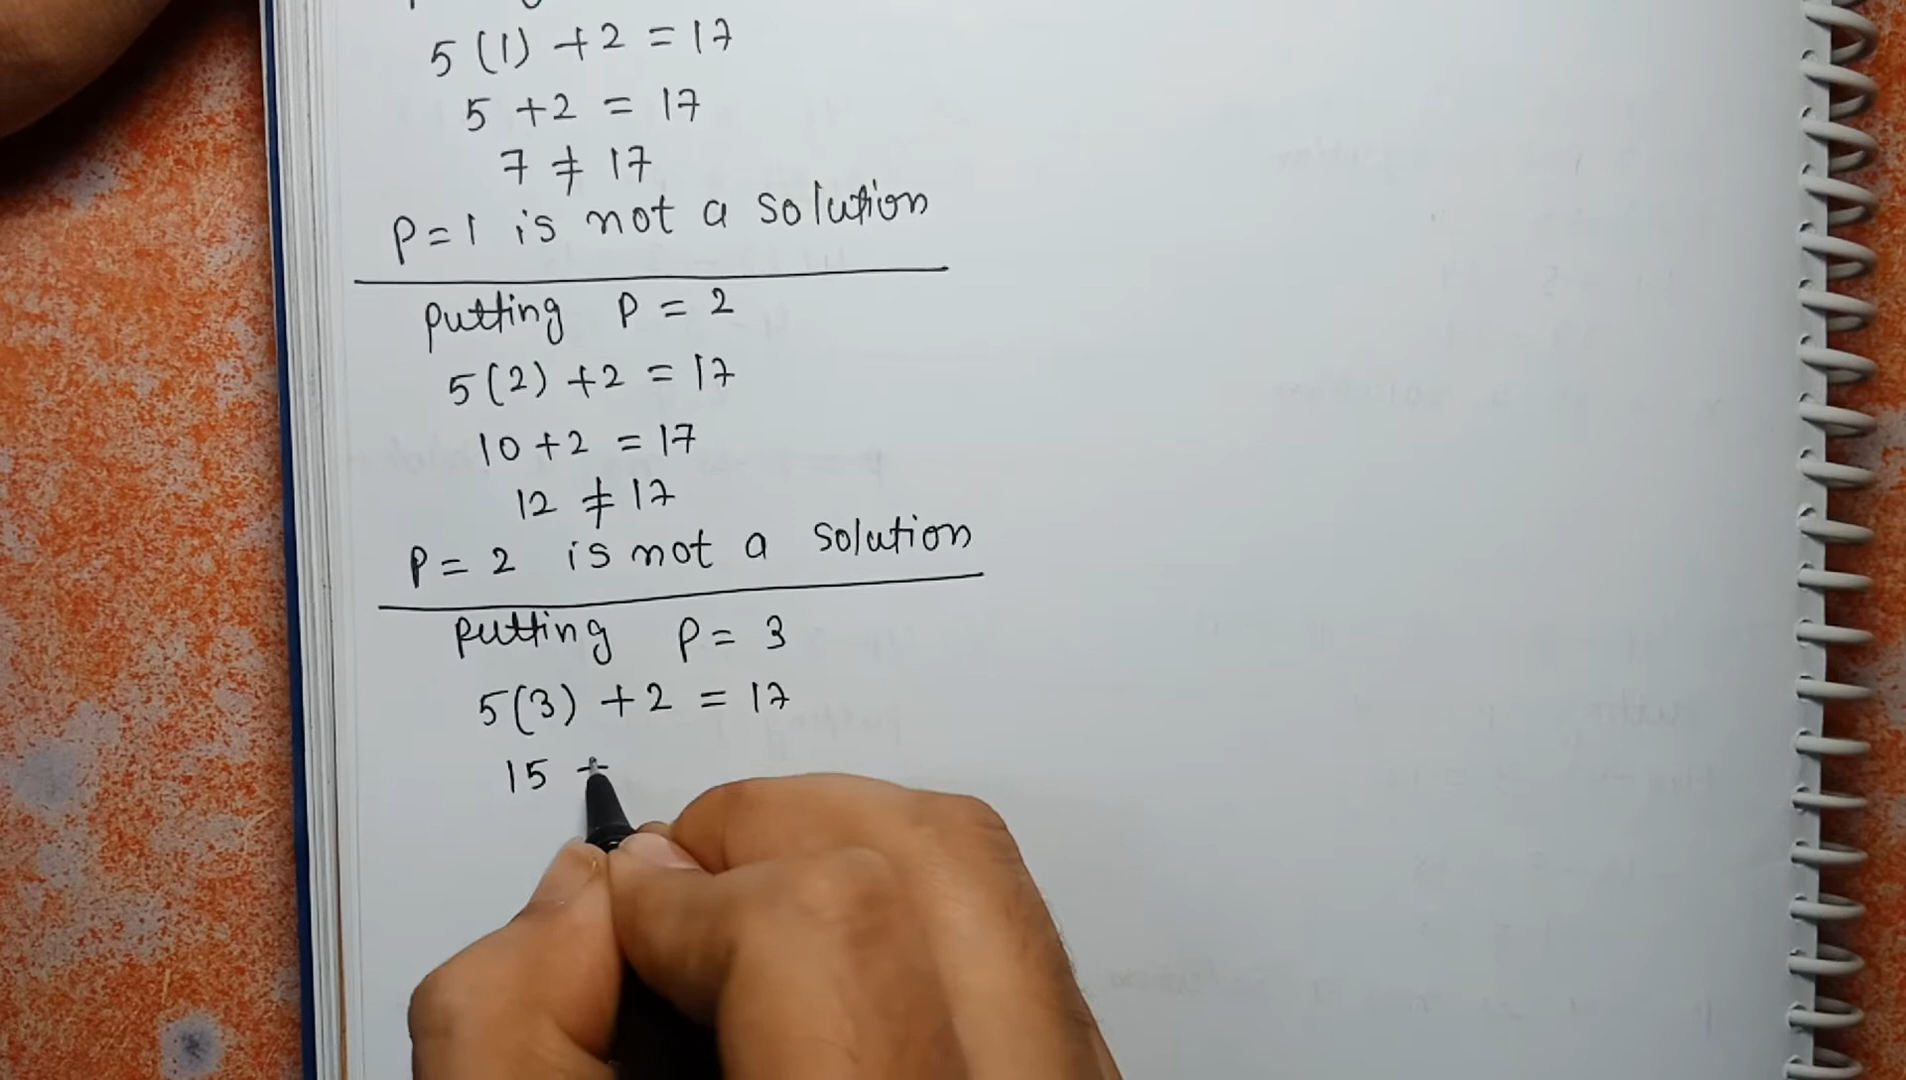 5(1) +2 = 17
5 +2 = 17
7 ≠ 17
P=1 is not a solution
putting P = 2
5(2) +2 = 17
10+2 = 17
12 ≠ 17
P = 2 is not a solution
putting P = 3
5(3) +2 = 17
15 +